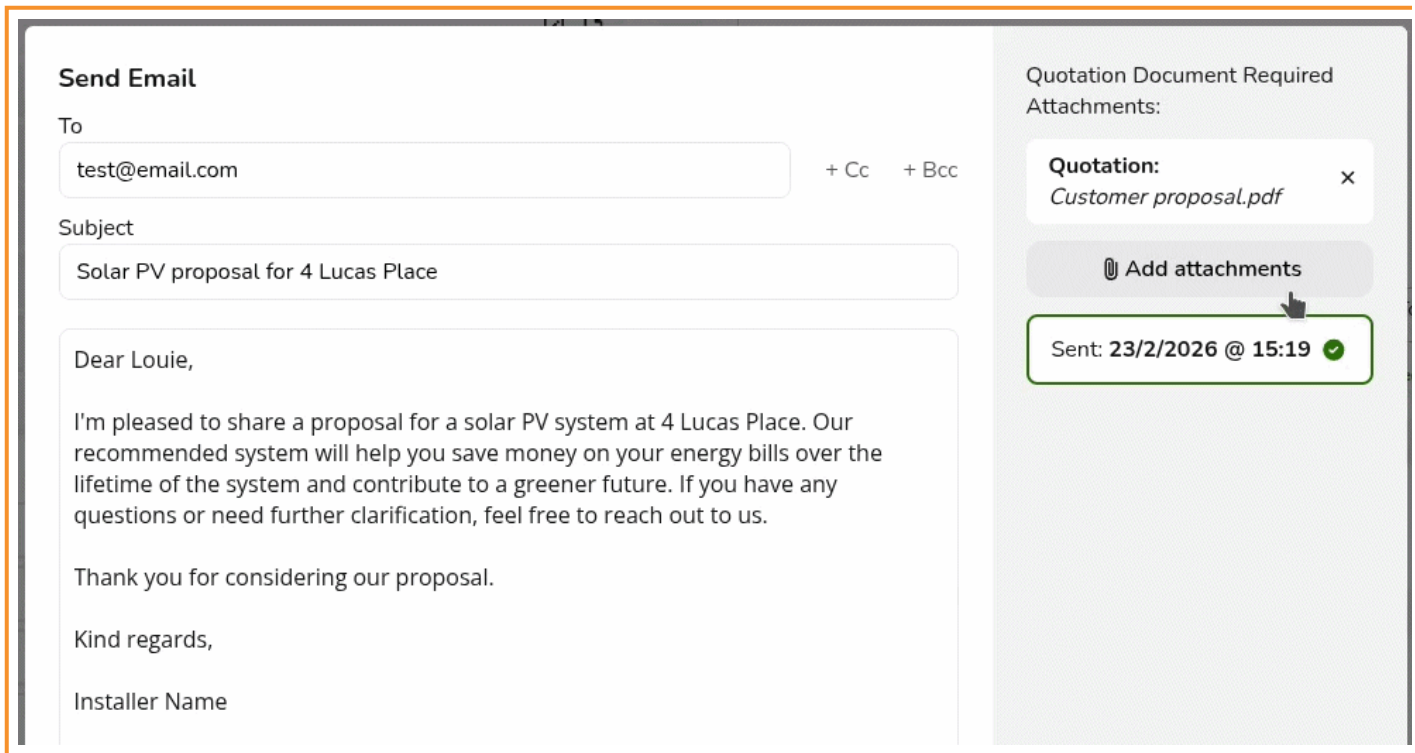 Send Email
To
test@email.com
+ Cc
+ Bcc
Subject
Solar PV proposal for 4 Lucas Place
Dear Louie,
I'm pleased to share a proposal for a solar PV system at 4 Lucas Place. Our
recommended system will help you save money on your energy bills over the
lifetime of the system and contribute to a greener future. If you have any
questions or need further clarification, feel free to reach out to us.
Thank you for considering our proposal.
Kind regards,
Installer Name
Quotation Document Required
Attachments:
Quotation:
Customer proposal.pdf
Add attachments
Sent: 23/2/2026 @ 15:19